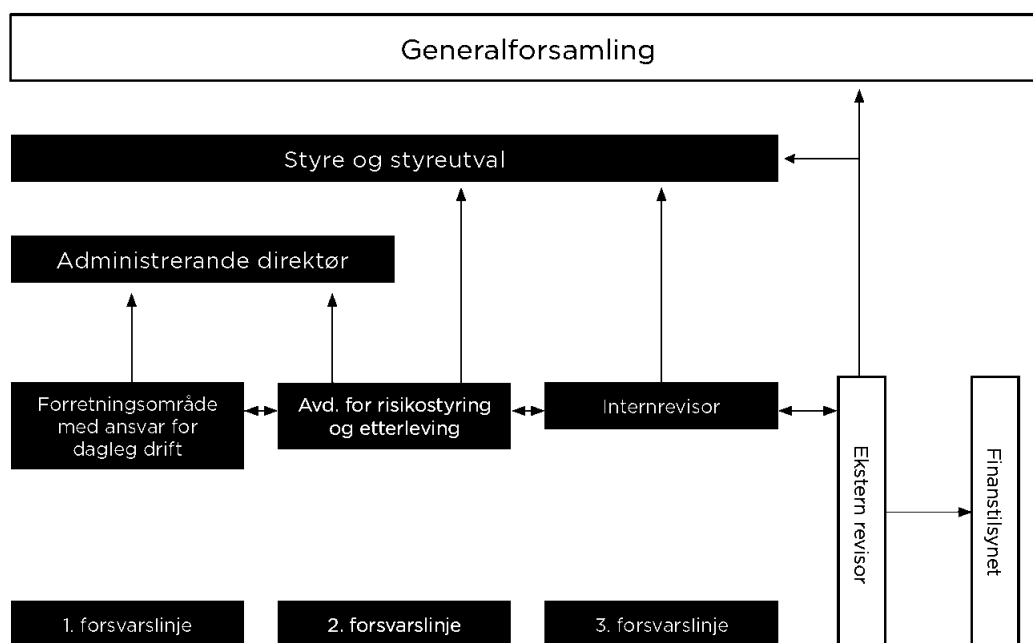 Generalforsamling
Styre og styreutval
Administrerande direktør
Forretningsområde
med ansvar for
dagleg drift
Avd. for risikostyring
og etterleving
Internrevisor
Ekstern revisor
Finanstilsynet
1. forsvarslinje
2. forsvarslinje
3. forsvarslinje